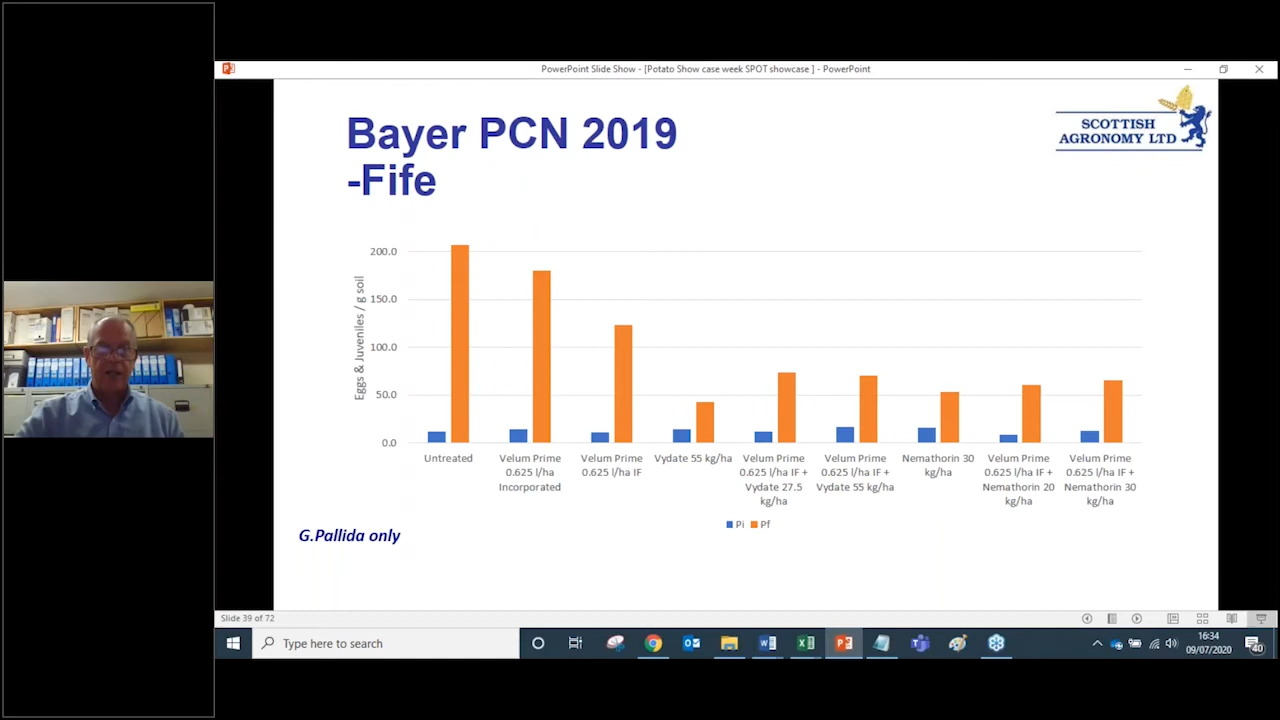 PowerPoint Slide Show - [Potato Show case week SPOT showcase ] - PowerPoint
Bayer PCN 2019
-Fife
SCOTTISH
AGRONOMY LTD
Eggs & Juveniles / g soil
200.0
150.0
100.0
50.0
0.0
Untreated
Velum Prime
0.625 l/ha
Incorporated
Velum Prime
0.625 l/ha IF
Vydate 55 kg/ha
Velum Prime
0.625 l/ha IF +
Vydate 27.5
kg/ha
Velum Prime
0.625 l/ha IF +
Vydate 55 kg/ha
Nemathorin 30
kg/ha
Velum Prime
0.625 l/ha IF +
Nemathorin 20
kg/ha
Velum Prime
0.625 l/ha IF +
Nemathorin 30
kg/ha
Pi Pf
G.Pallida only
Slide 39 of 72
Type here to search
16:34
09/07/2020
40